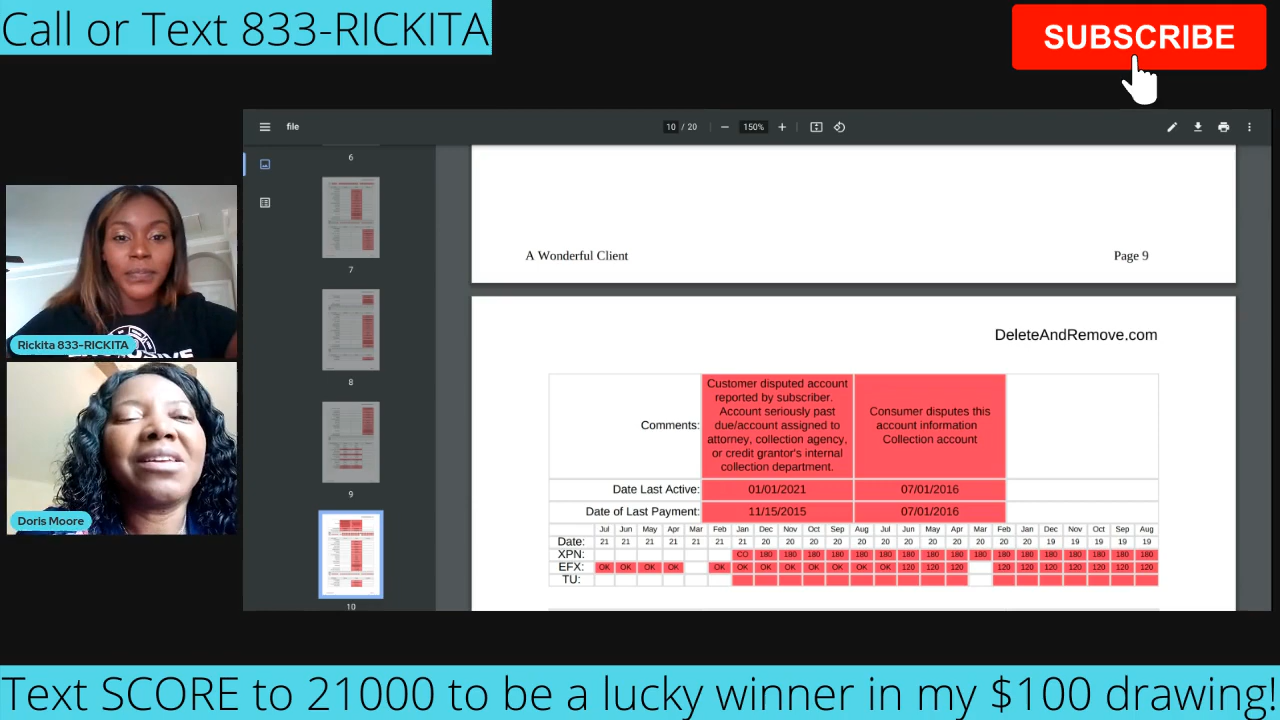 Call or Text 833-RICKITA
SUBSCRIBE
file
10 / 20
150%
6
7
8
9
10
Rickita 833-RICKITA
Doris Moore
A Wonderful Client
Page 9
DeleteAndRemove.com
Comments:
Customer disputed account
reported by subscriber.
Account seriously past
due/account assigned to
attorney, collection agency,
or credit grantor's internal
collection department.
Consumer disputes this
account information
Collection account
Date Last Active: 01/01/2021 07/01/2016
Date of Last Payment: 11/15/2015 07/01/2016
Jul Jun May Apr Mar Feb Jan Dec Nov Oct Sep Aug Jul Jun May Apr Mar Feb Jan Dec Nov Oct Sep Aug
Date: 21 21 21 21 21 21 21 20 20 20 20 20 20 20 20 20 20 20 20 19 19 19 19 19
XPN: CO 180 180 180 180 180 180 180 180 180 180 180 180 180 180 180 180 180
EFX: OK OK OK OK OK OK OK OK OK OK OK OK 120 120 120 120 120 120 120 120 120 120
TU:
Text SCORE to 21000 to be a lucky winner in my $100 drawing!